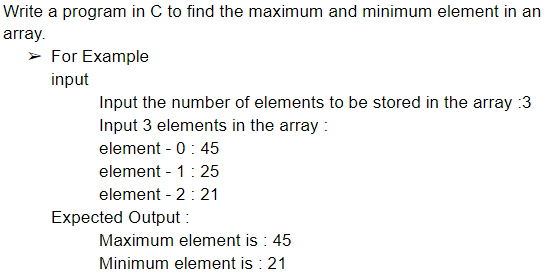 Write a program in C to find the maximum and minimum element in an
array.
➢ For Example
input
Input the number of elements to be stored in the array :3
Input 3 elements in the array :
element - 0 : 45
element - 1 : 25
element - 2 : 21
Expected Output :
Maximum element is : 45
Minimum element is : 21